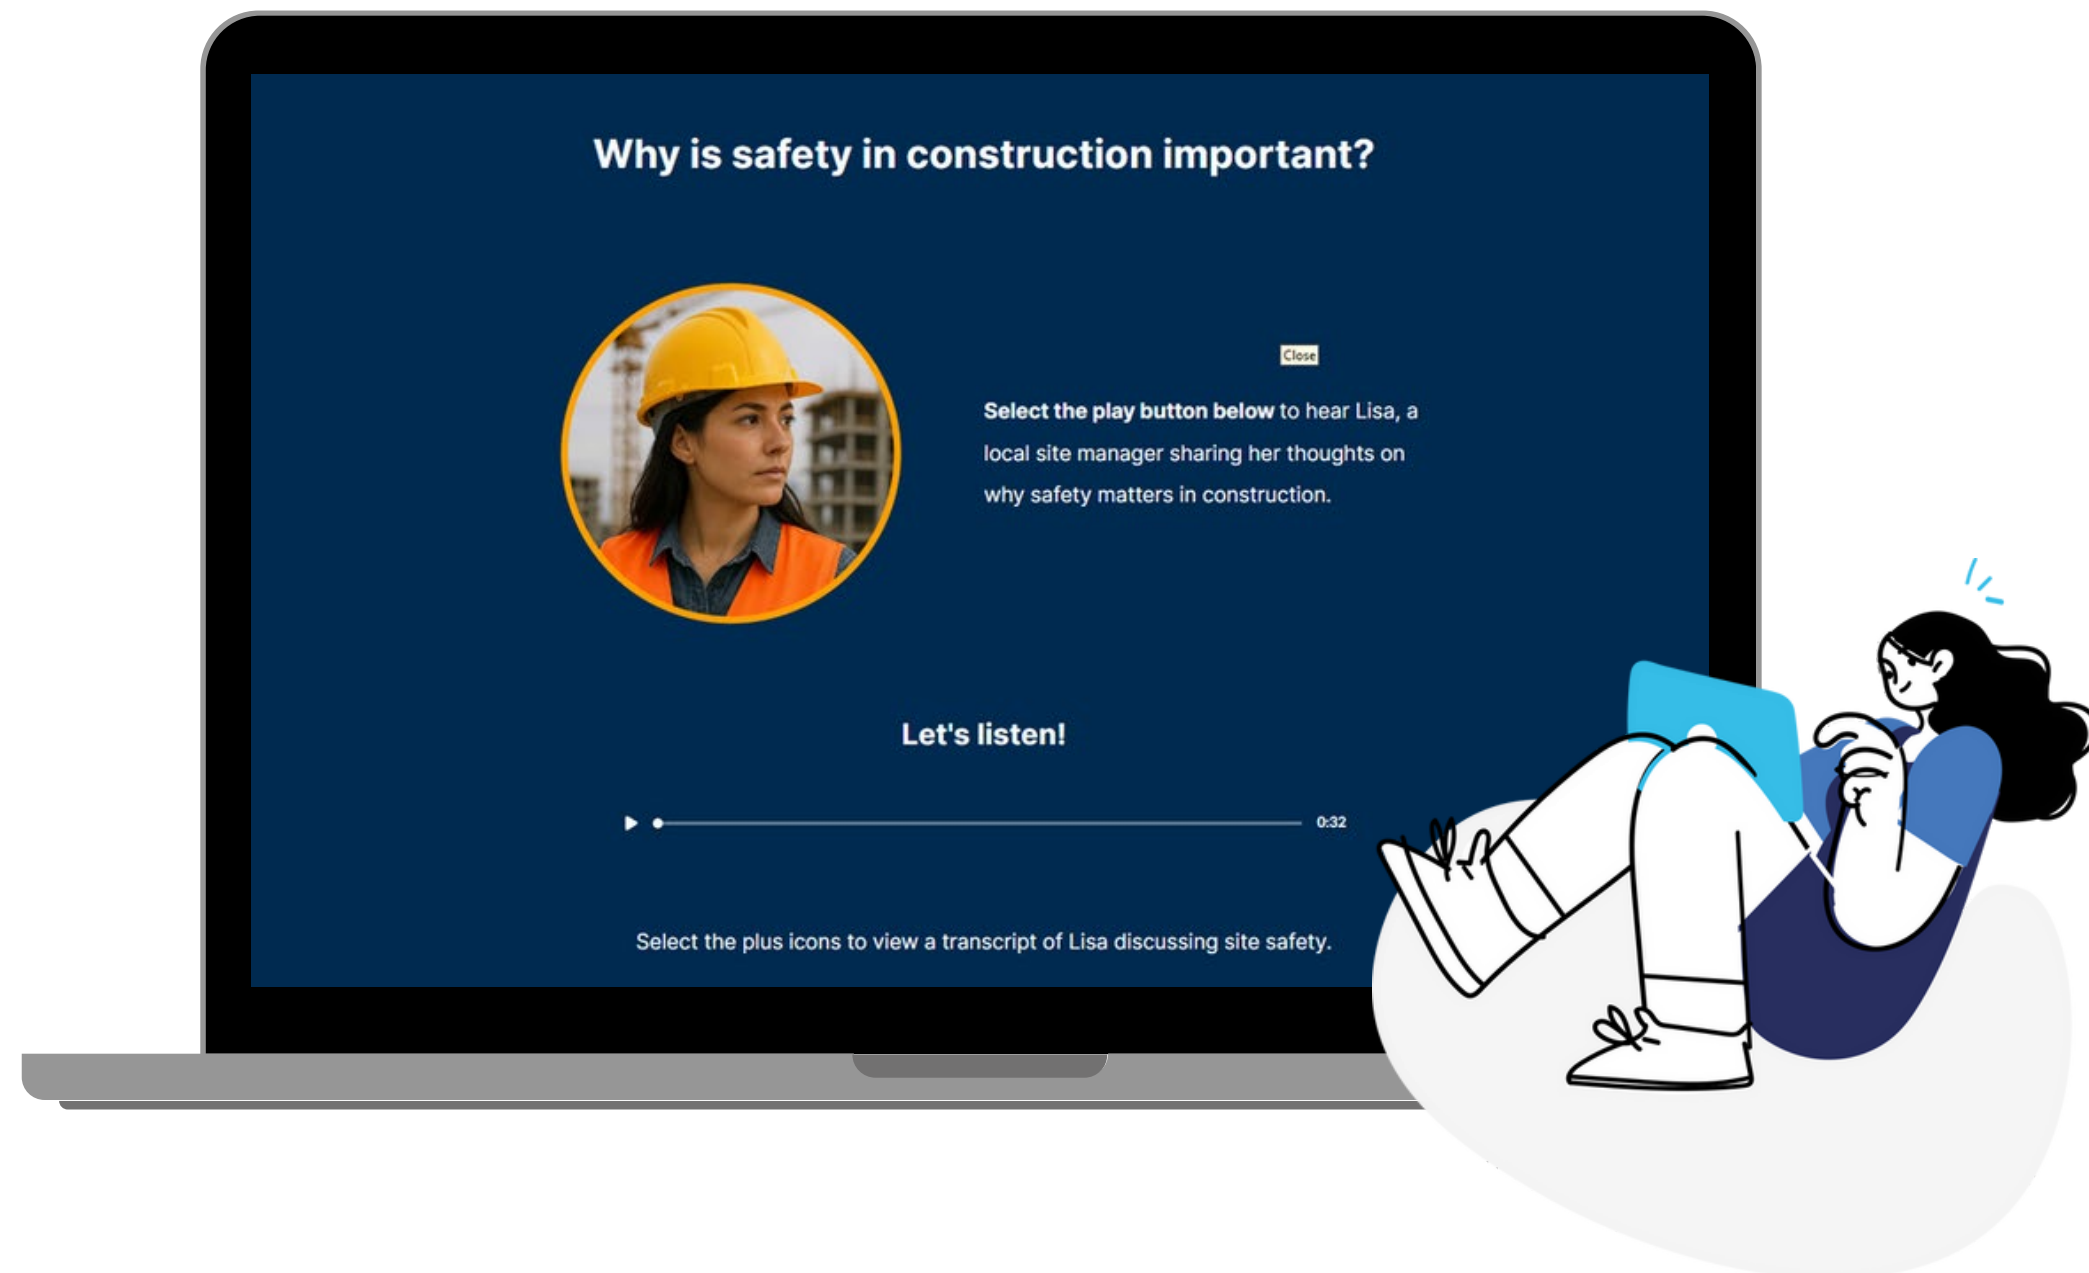 Why is safety in construction important?
Close
Select the play button below to hear Lisa, a
local site manager sharing her thoughts on
why safety matters in construction.
Let's listen!
0:32
Select the plus icons to view a transcript of Lisa discussing site safety.